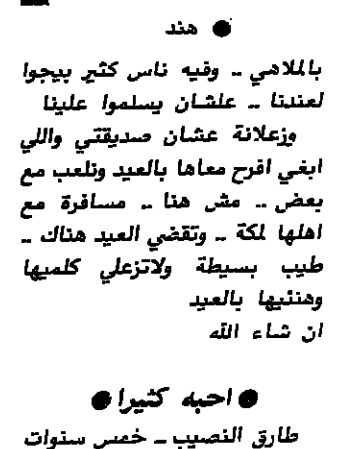 ● هند
بالملاهي .. وفيه ناس كثير بيجوا
لعندنا .. علشان يسلموا علينا
وزعلانة عشان صديقتي واللي
ابغي افرح معاها بالعيد ونلعب مع
بعض .. مش هنا .. مسافرة مع
اهلها لمكة .. وتقضي العيد هناك ..
طيب بسيطة ولاتزعلي كلميها
وهنئيها بالعيد
ان شاء الله
● احبه كثيرا ●
طارق النصيب ـ خمس سنوات